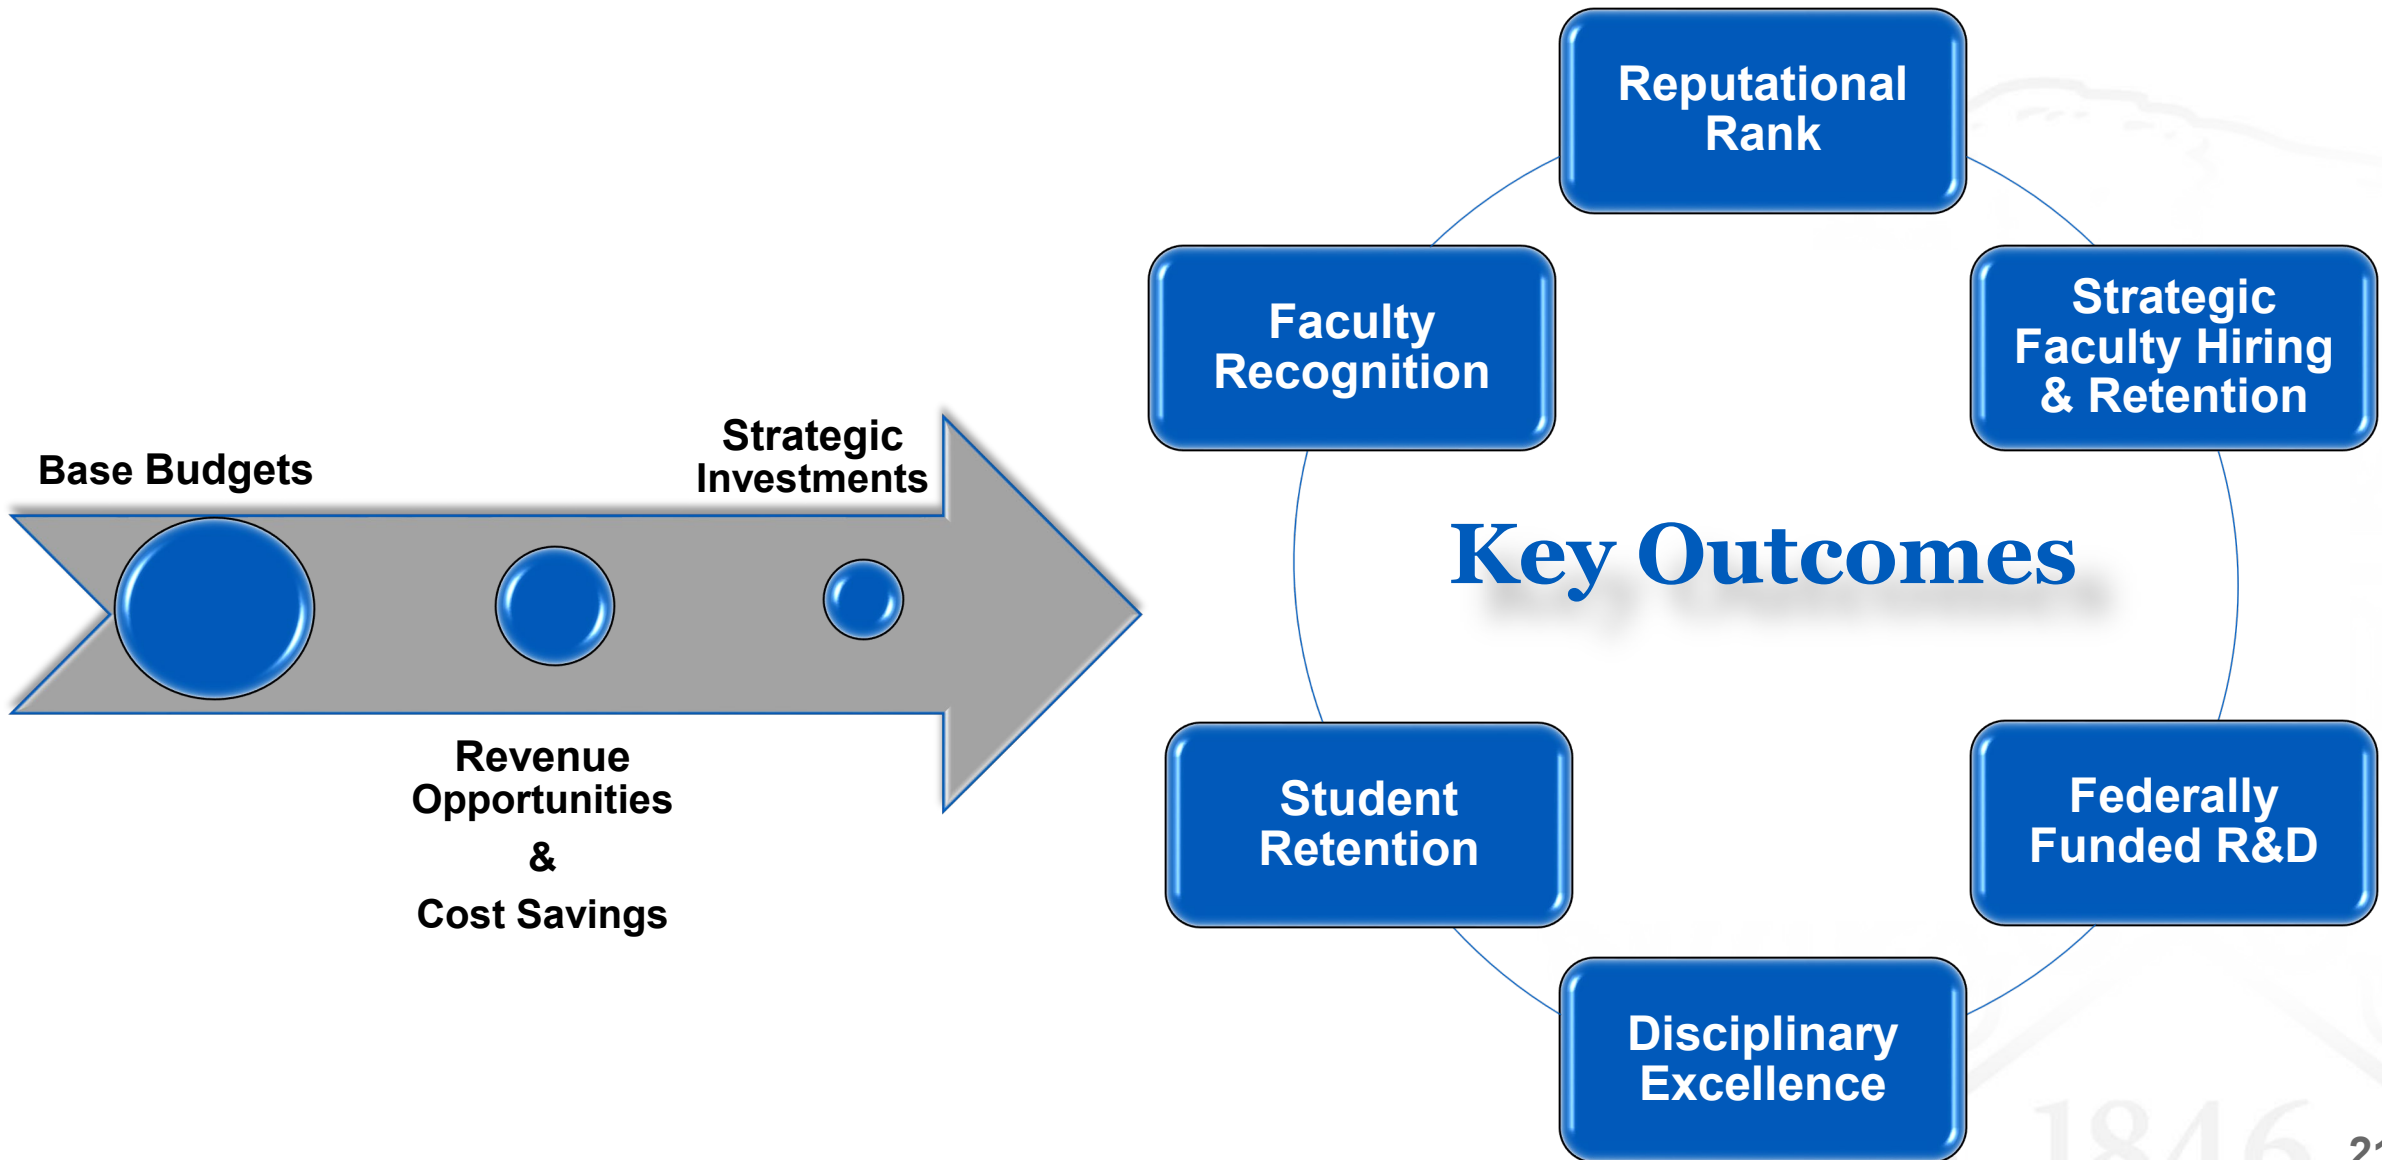 Base Budgets
Strategic
Investments
Revenue
Opportunities
&
Cost Savings
Key Outcomes
Reputational
Rank
Strategic
Faculty Hiring
& Retention
Federally
Funded R&D
Disciplinary
Excellence
Student
Retention
Faculty
Recognition
1846
21